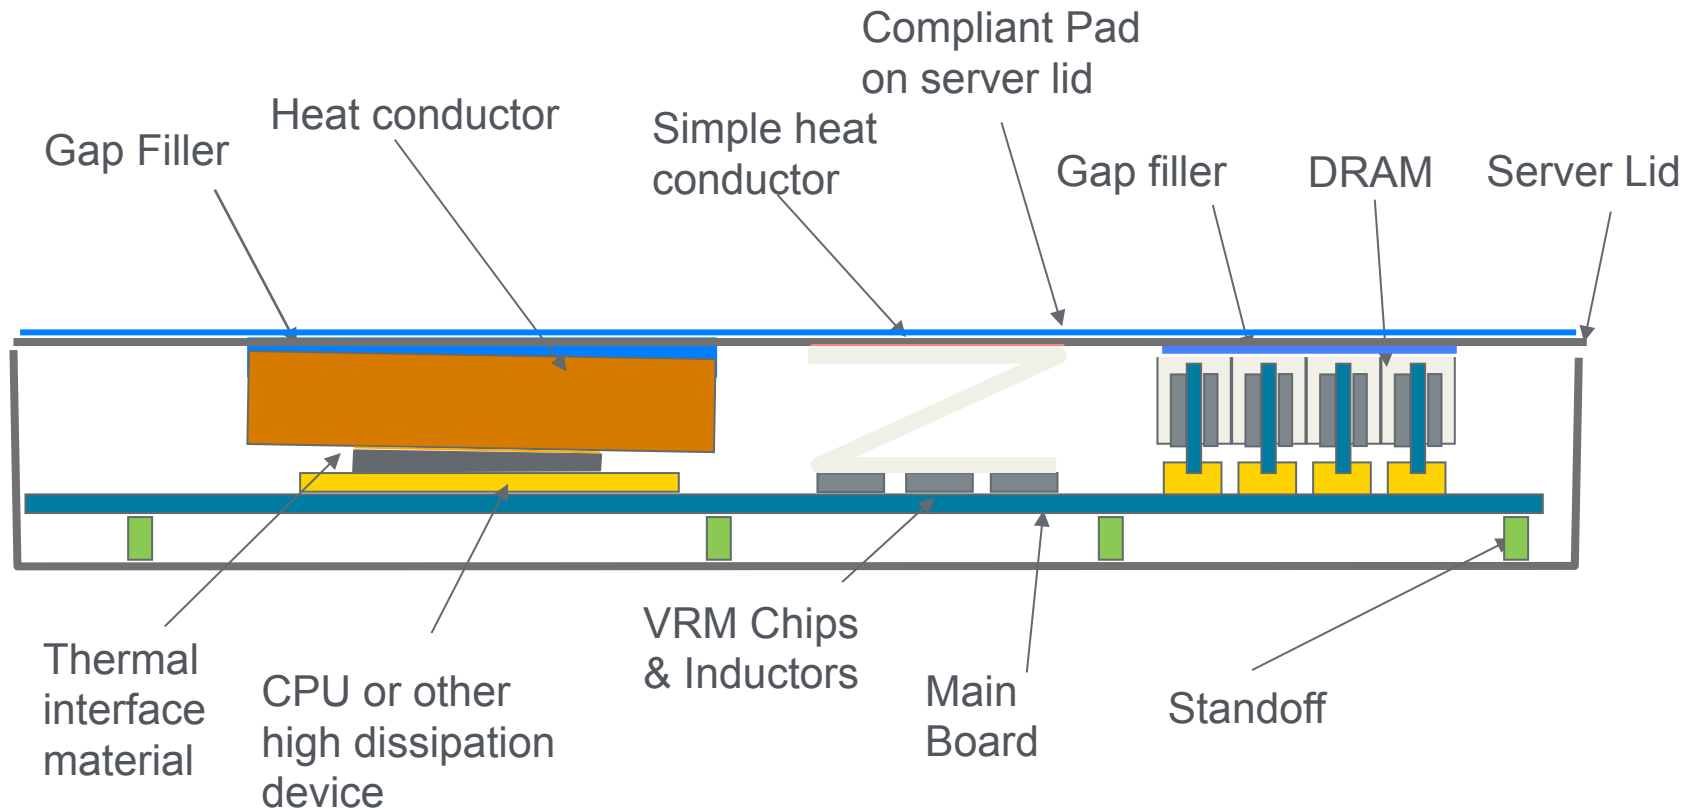 Compliant Pad
on server lid
Heat conductor
Simple heat
conductor
Gap Filler
Gap filler
DRAM
Server Lid
Thermal
interface
material
CPU or other
high dissipation
device
VRM Chips
& Inductors
Main
Board
Standoff